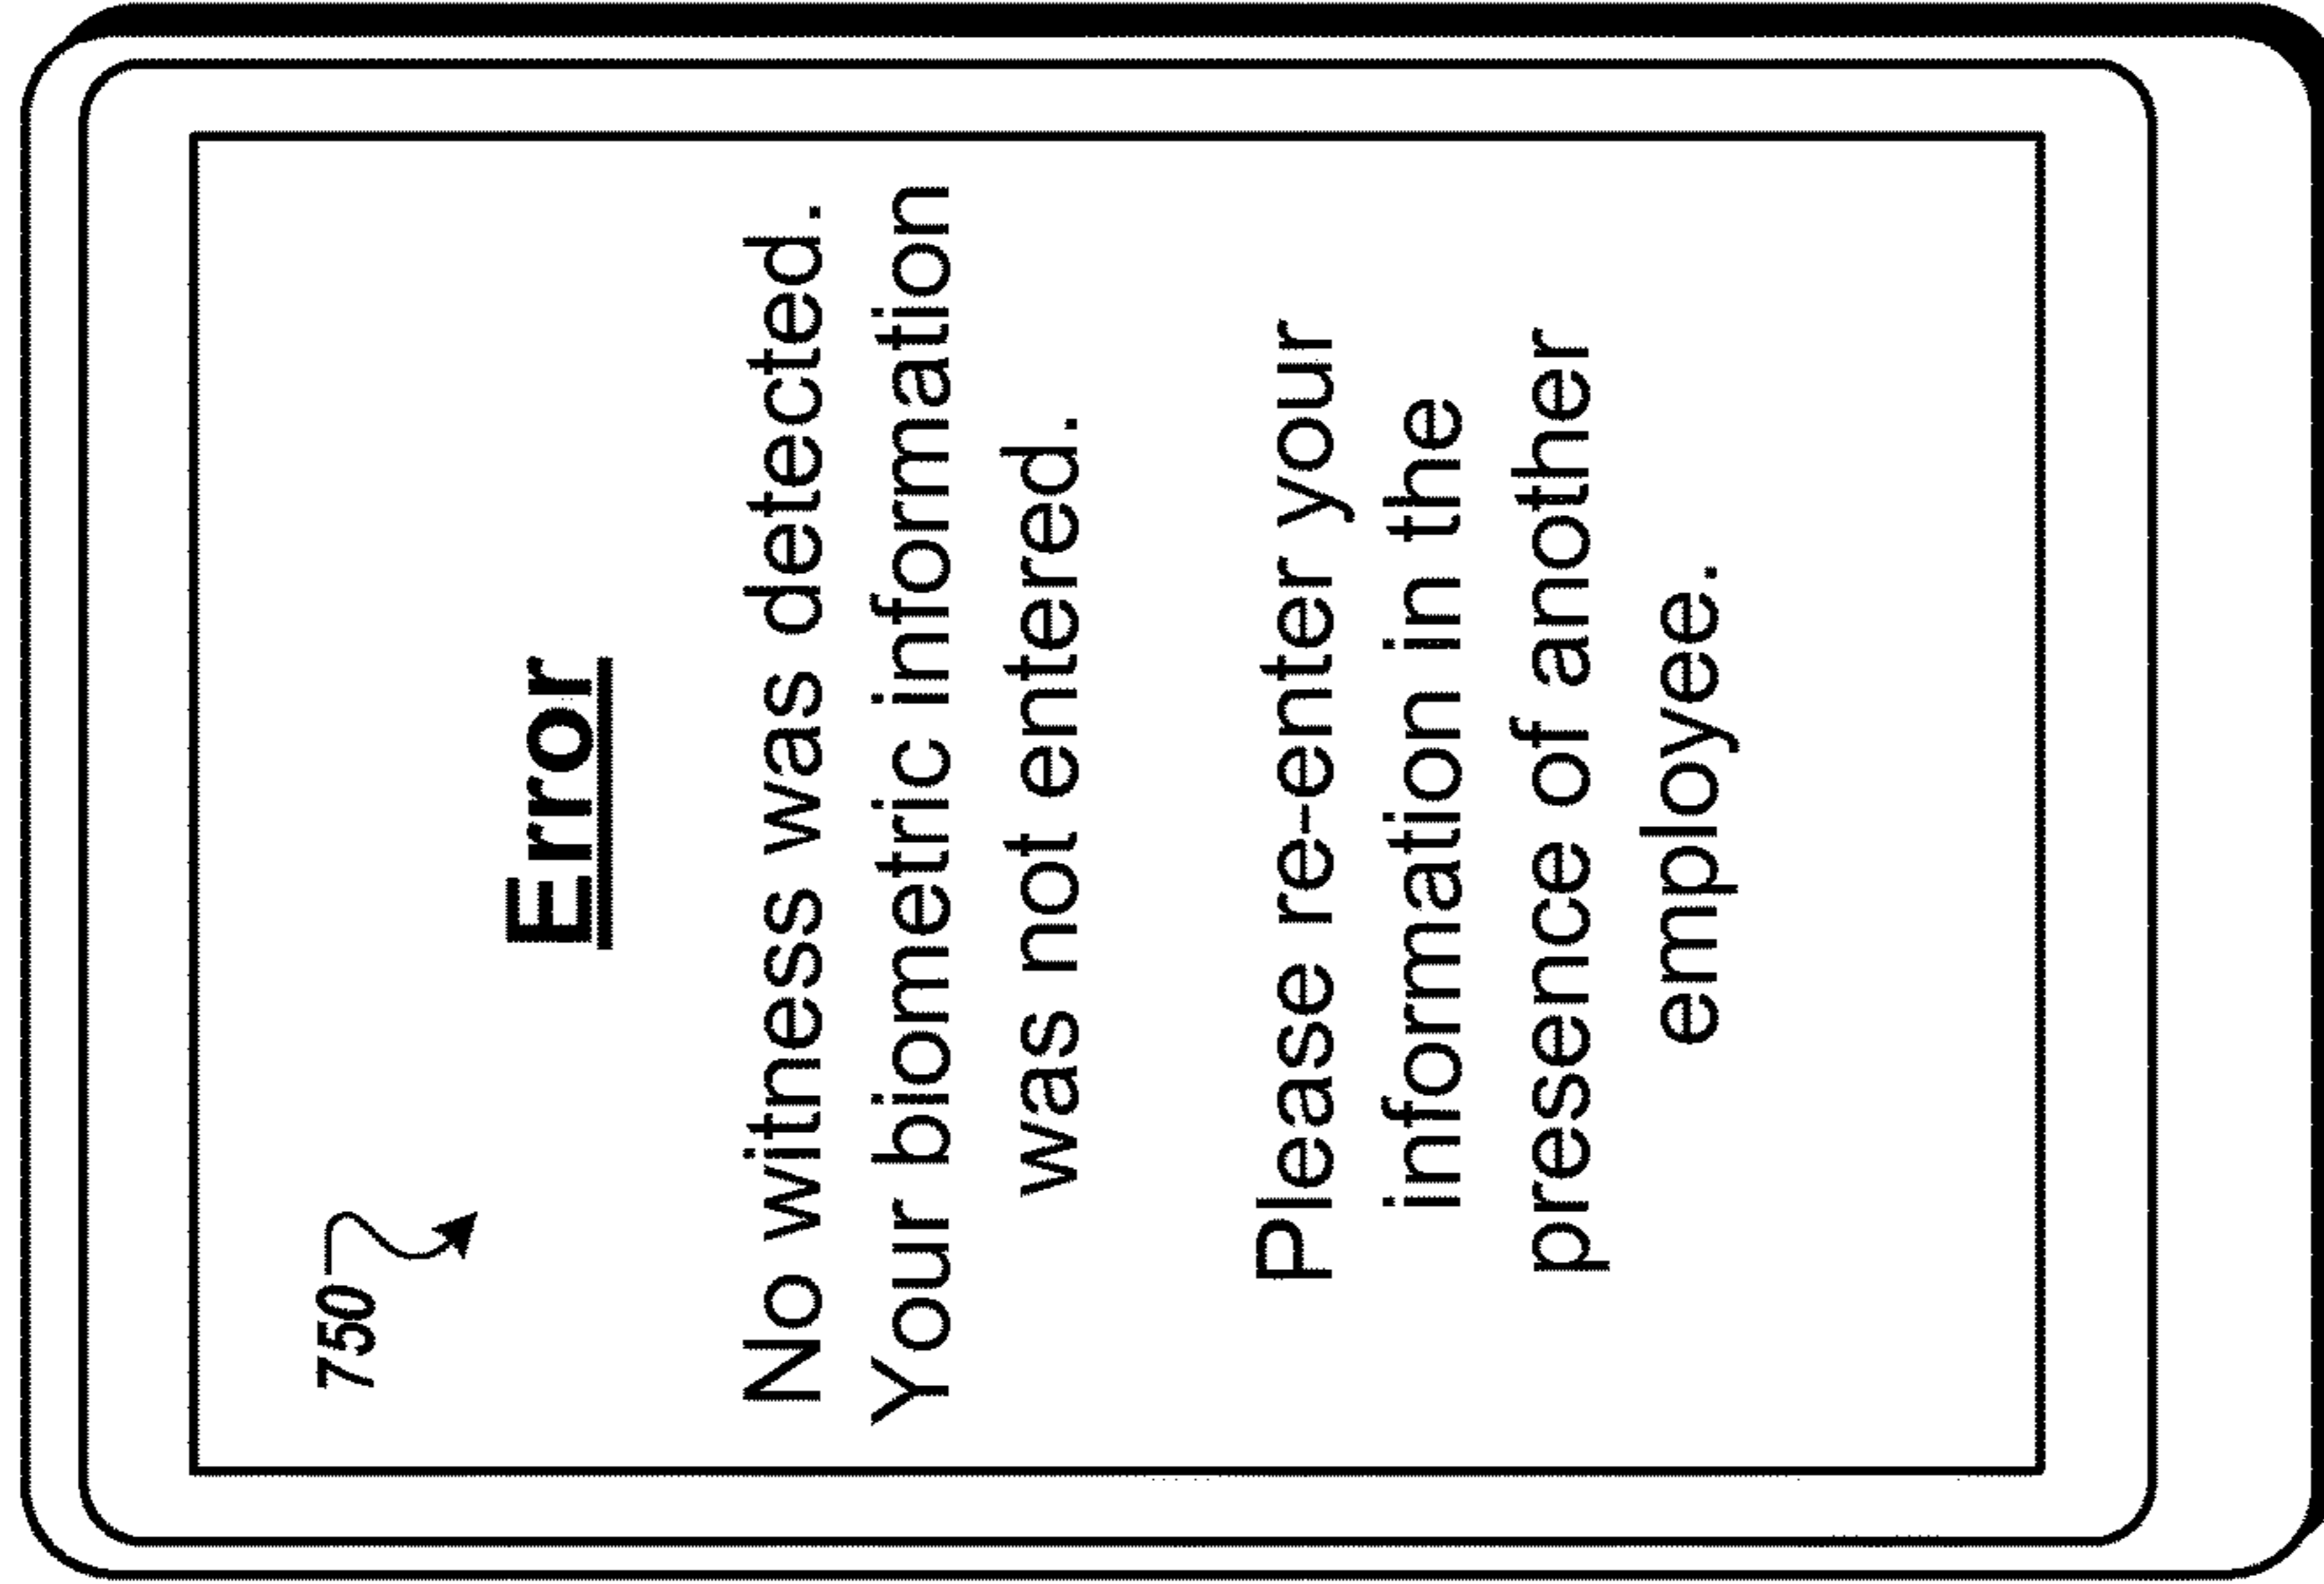 750
Error
No witness was detected.
Your biometric information
was not entered.
Please re-enter your
information in the
presence of another
employee.